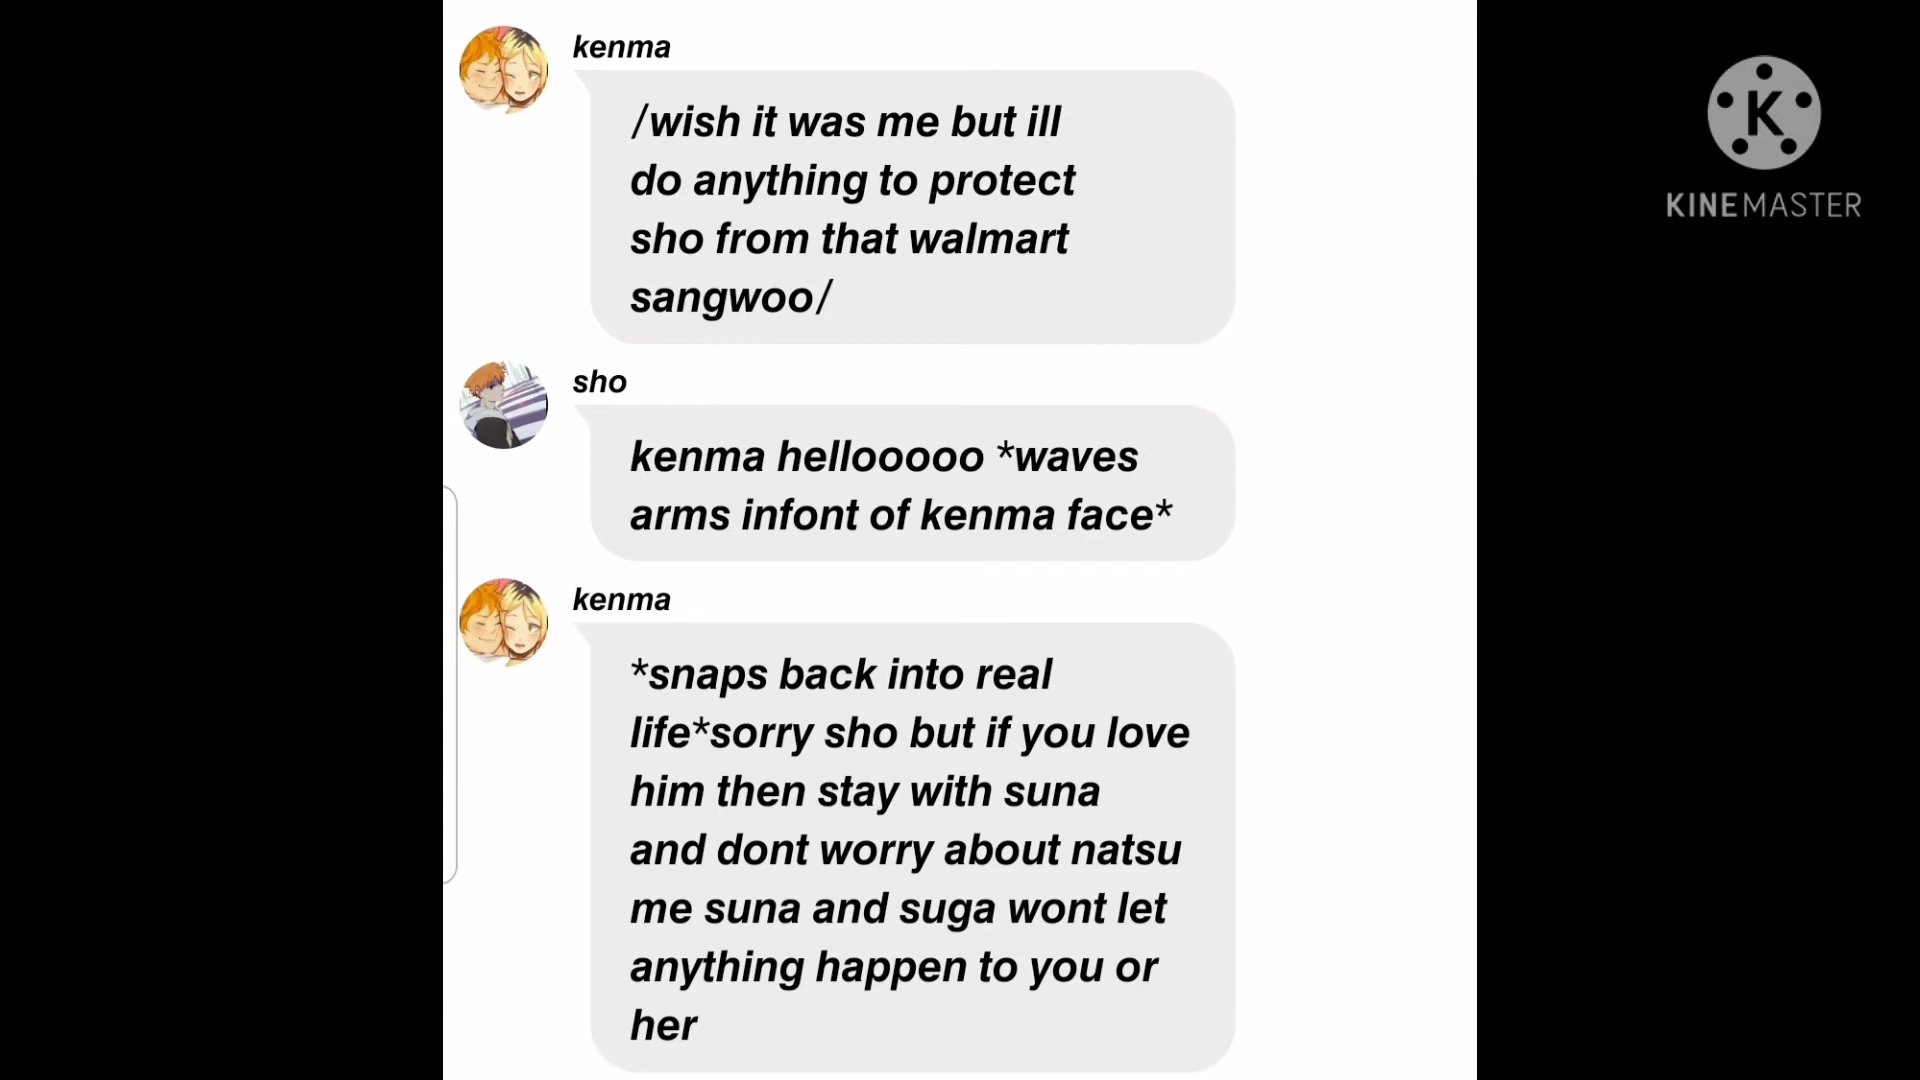 kenma
/wish it was me but ill
do anything to protect
sho from that walmart
sangwoo/
sho
kenma hellooooo *waves
arms infont of kenma face*
kenma
*snaps back into real
life*sorry sho but if you love
him then stay with suna
and dont worry about natsu
me suna and suga wont let
anything happen to you or
her
K
KINEMASTER